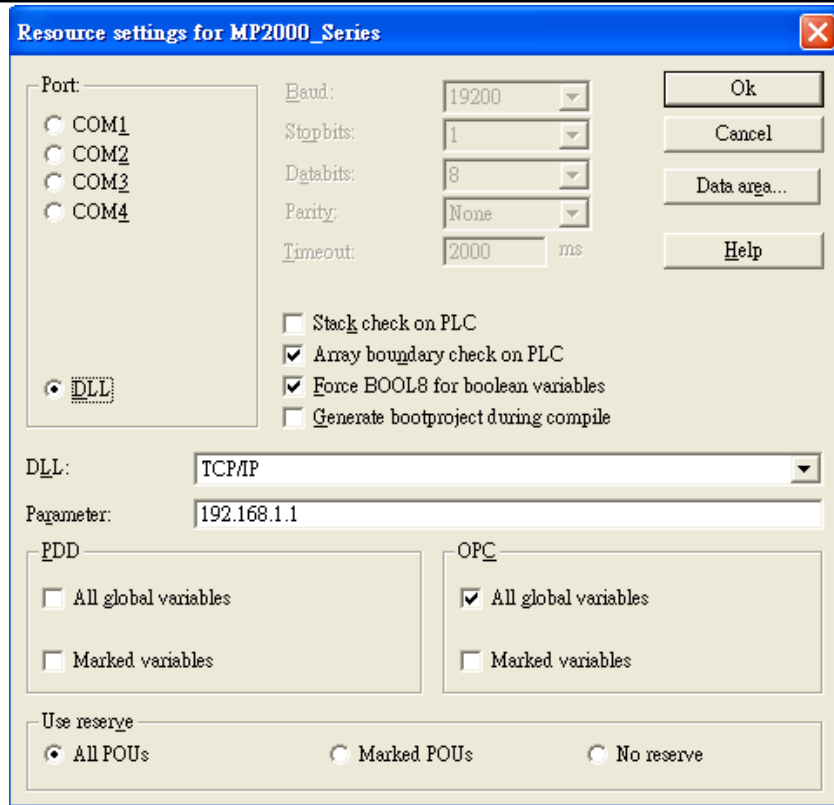 Resource settings for MP2000_Series
Port:
COM1
COM2
COM3
COM4
DLL
Baud: 19200
Stopbits: 1
Databits: 8
Parity: None
Timeout: 2000 ms
Ok
Cancel
Data area...
Help
Stack check on PLC
Array boundary check on PLC
Force BOOL8 for boolean variables
Generate bootproject during compile
DLL: TCP/IP
Parameter: 192.168.1.1
PDD
All global variables
Marked variables
OPC
All global variables
Marked variables
Use reserve
All POUs Marked POUs No reserve